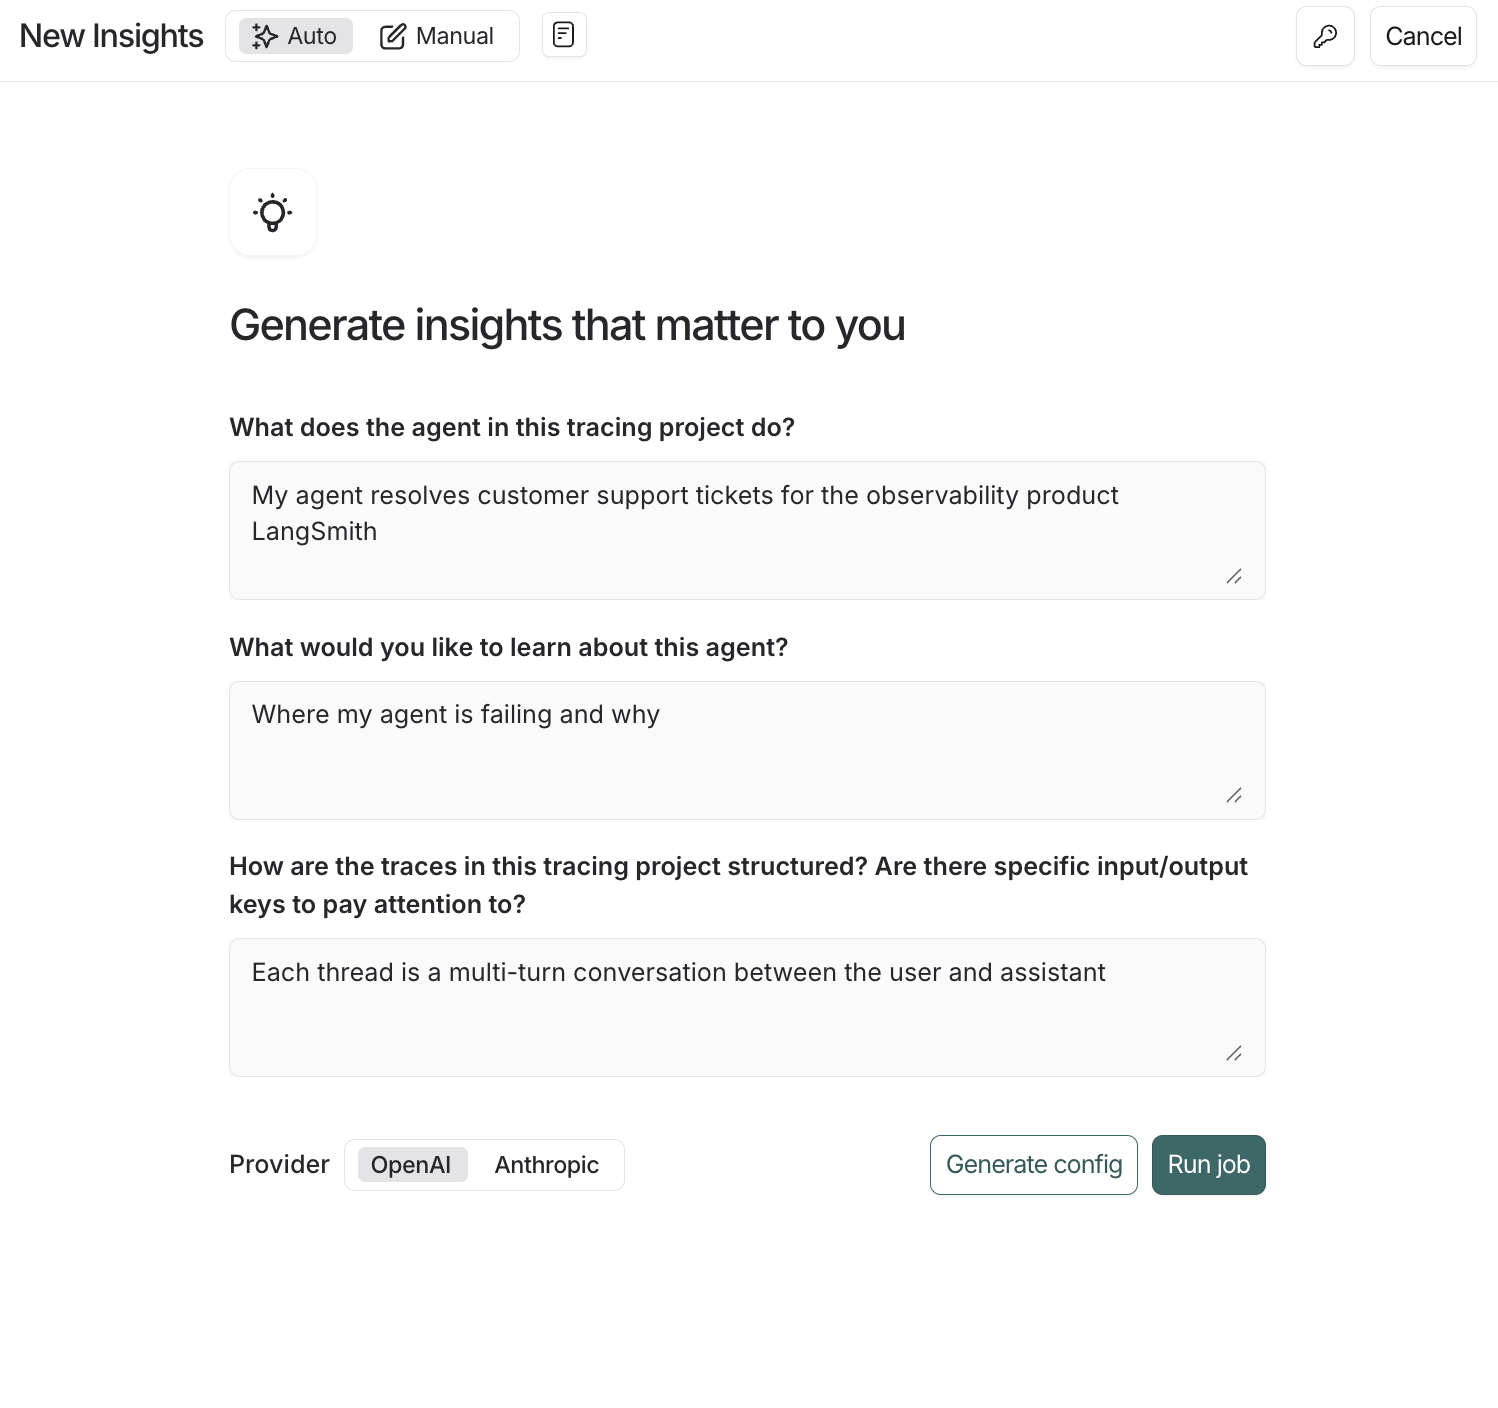 New Insights
Auto
Manual
Cancel
Generate insights that matter to you
What does the agent in this tracing project do?
My agent resolves customer support tickets for the observability product
LangSmith
What would you like to learn about this agent?
Where my agent is failing and why
How are the traces in this tracing project structured? Are there specific input/output
keys to pay attention to?
Each thread is a multi-turn conversation between the user and assistant
Provider
OpenAI
Anthropic
Generate config
Run job